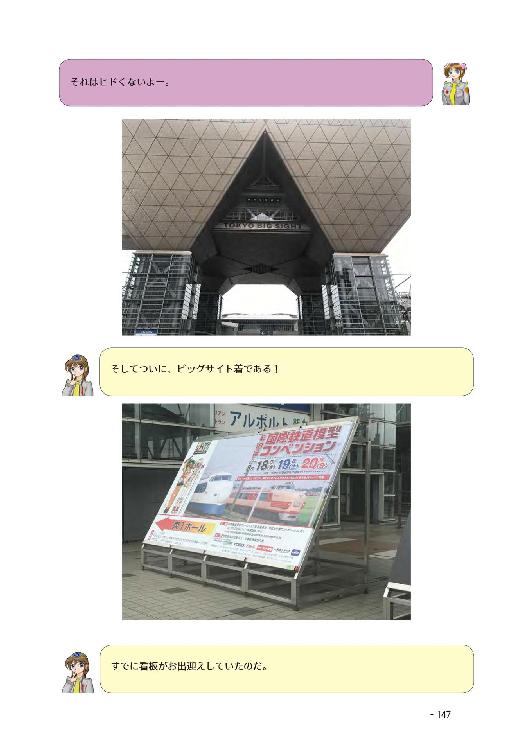 それはヒドくないよー。
TOKYO BIG SIGHT
そしてついに、ビッグサイト着である！
アルボルト
国際鉄道模型
コンベンション
18 19 20
東1ホール
すでに看板がお出迎えしていたのだ。
- 147